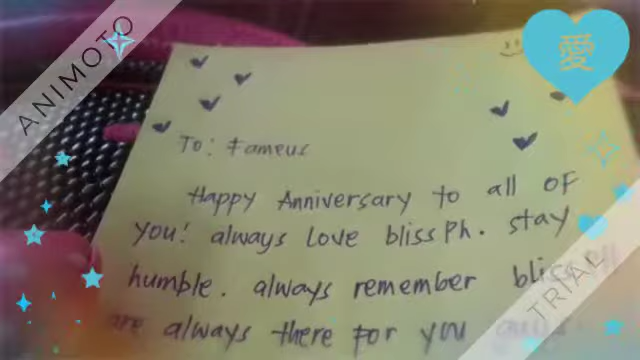 ANIMOTO
愛
To: Fameus
Happy Anniversary to all of
you! always love bliss Ph. stay
humble. always remember
are always there for you
TRIAL